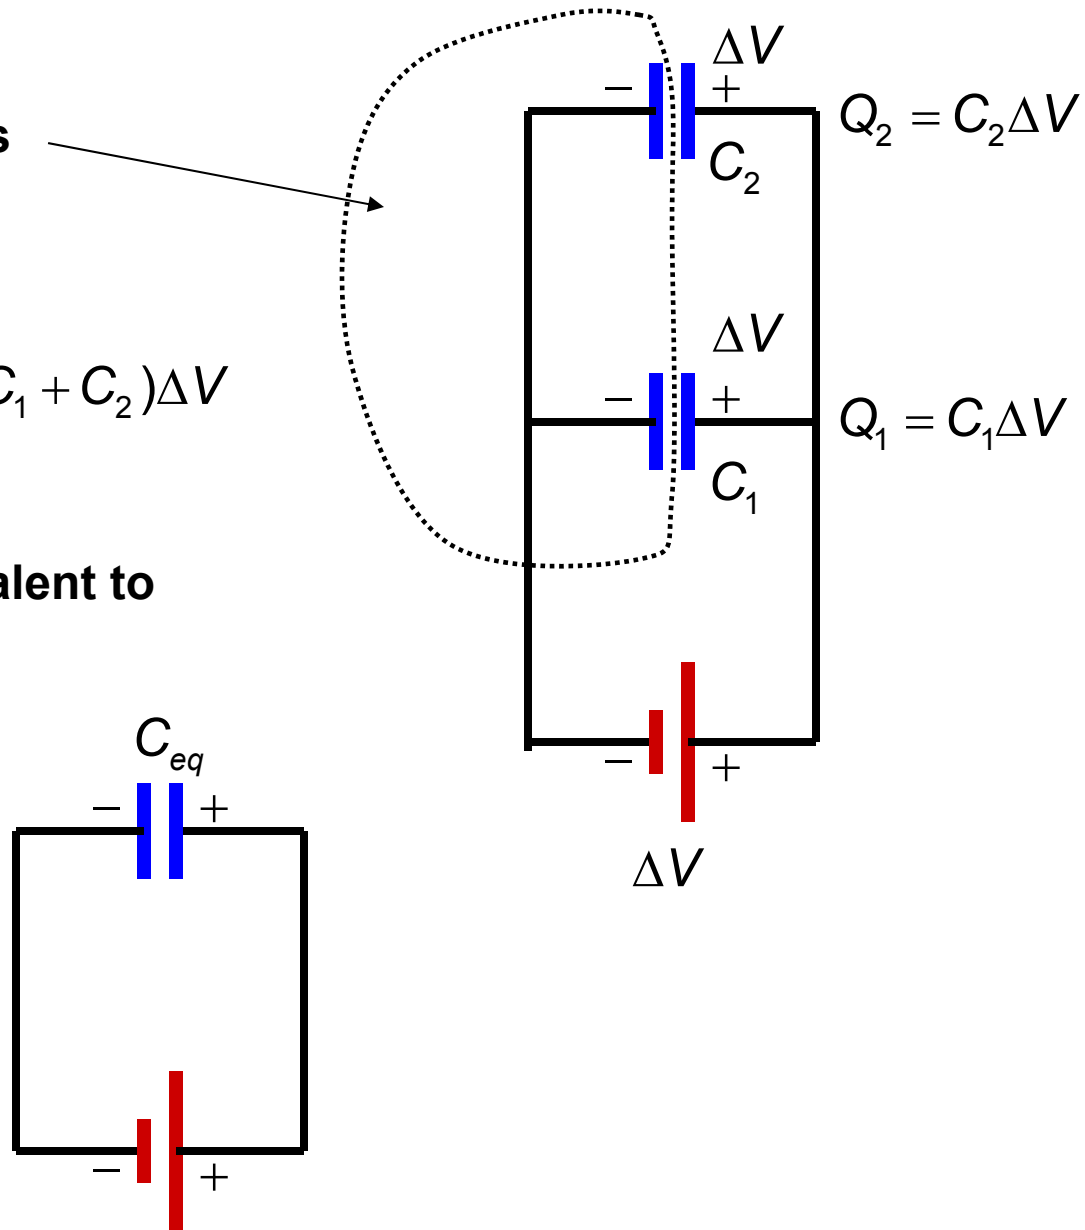 ΔV
− +
Q₂ = C₂ΔV
s
C₂
ΔV
C₁ + C₂)ΔV
− +
Q₁ = C₁ΔV
C₁
alent to
C_eq
− +
− +
ΔV
− +